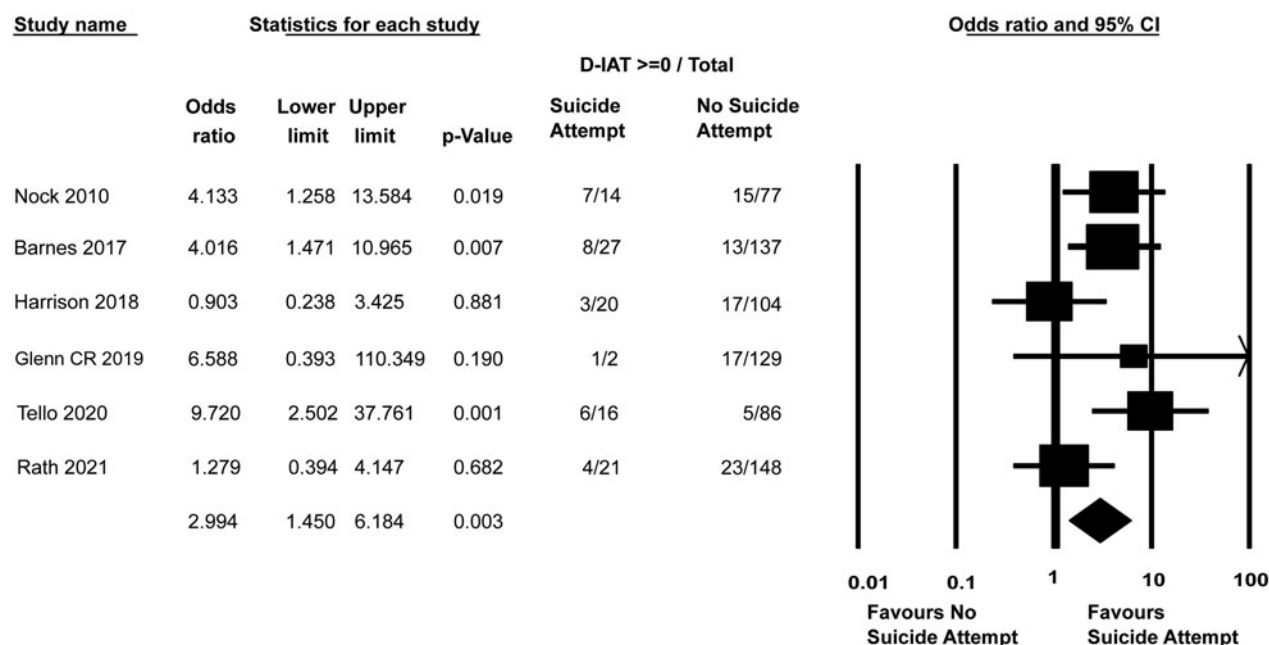 Study name Statistics for each study Odds ratio and 95% CI
D-IAT >=0 / Total
Odds ratio Lower limit Upper limit p-Value Suicide Attempt No Suicide Attempt
Nock 2010 4.133 1.258 13.584 0.019 7/14 15/77
Barnes 2017 4.016 1.471 10.965 0.007 8/27 13/137
Harrison 2018 0.903 0.238 3.425 0.881 3/20 17/104
Glenn CR 2019 6.588 0.393 110.349 0.190 1/2 17/129
Tello 2020 9.720 2.502 37.761 0.001 6/16 5/86
Rath 2021 1.279 0.394 4.147 0.682 4/21 23/148
2.994 1.450 6.184 0.003
0.01 0.1 1 10 100
Favours No Suicide Attempt Favours Suicide Attempt